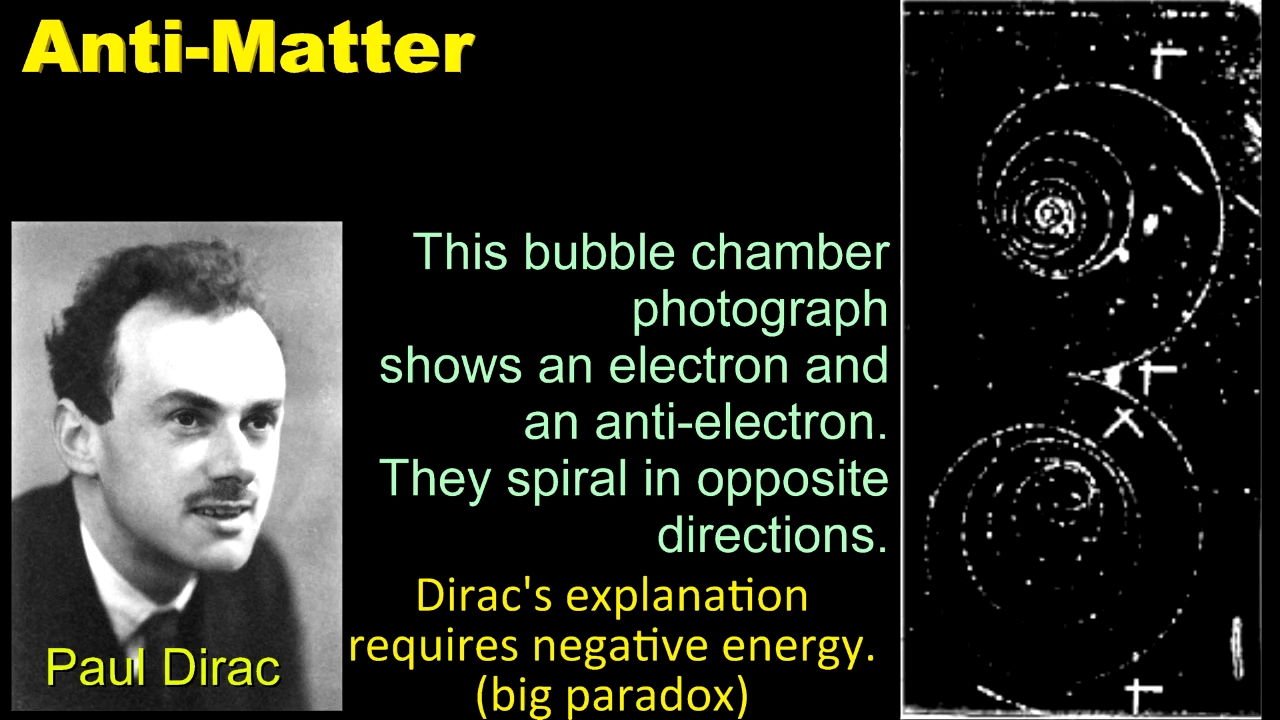 Anti-Matter
This bubble chamber
photograph
shows an electron and
an anti-electron.
They spiral in opposite
directions.
Dirac's explanation
requires negative energy.
(big paradox)
Paul Dirac